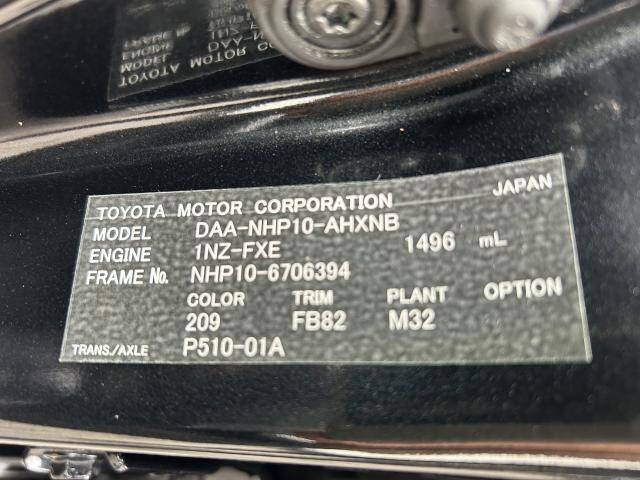 TOYOTA MOTOR CORPORATION JAPAN
MODEL DAA-NHP10-AHXNB
ENGINE 1NZ-FXE 1496 mL
FRAME No. NHP10-6706394
COLOR TRIM PLANT OPTION
209 FB82 M32
TRANS./AXLE P510-01A